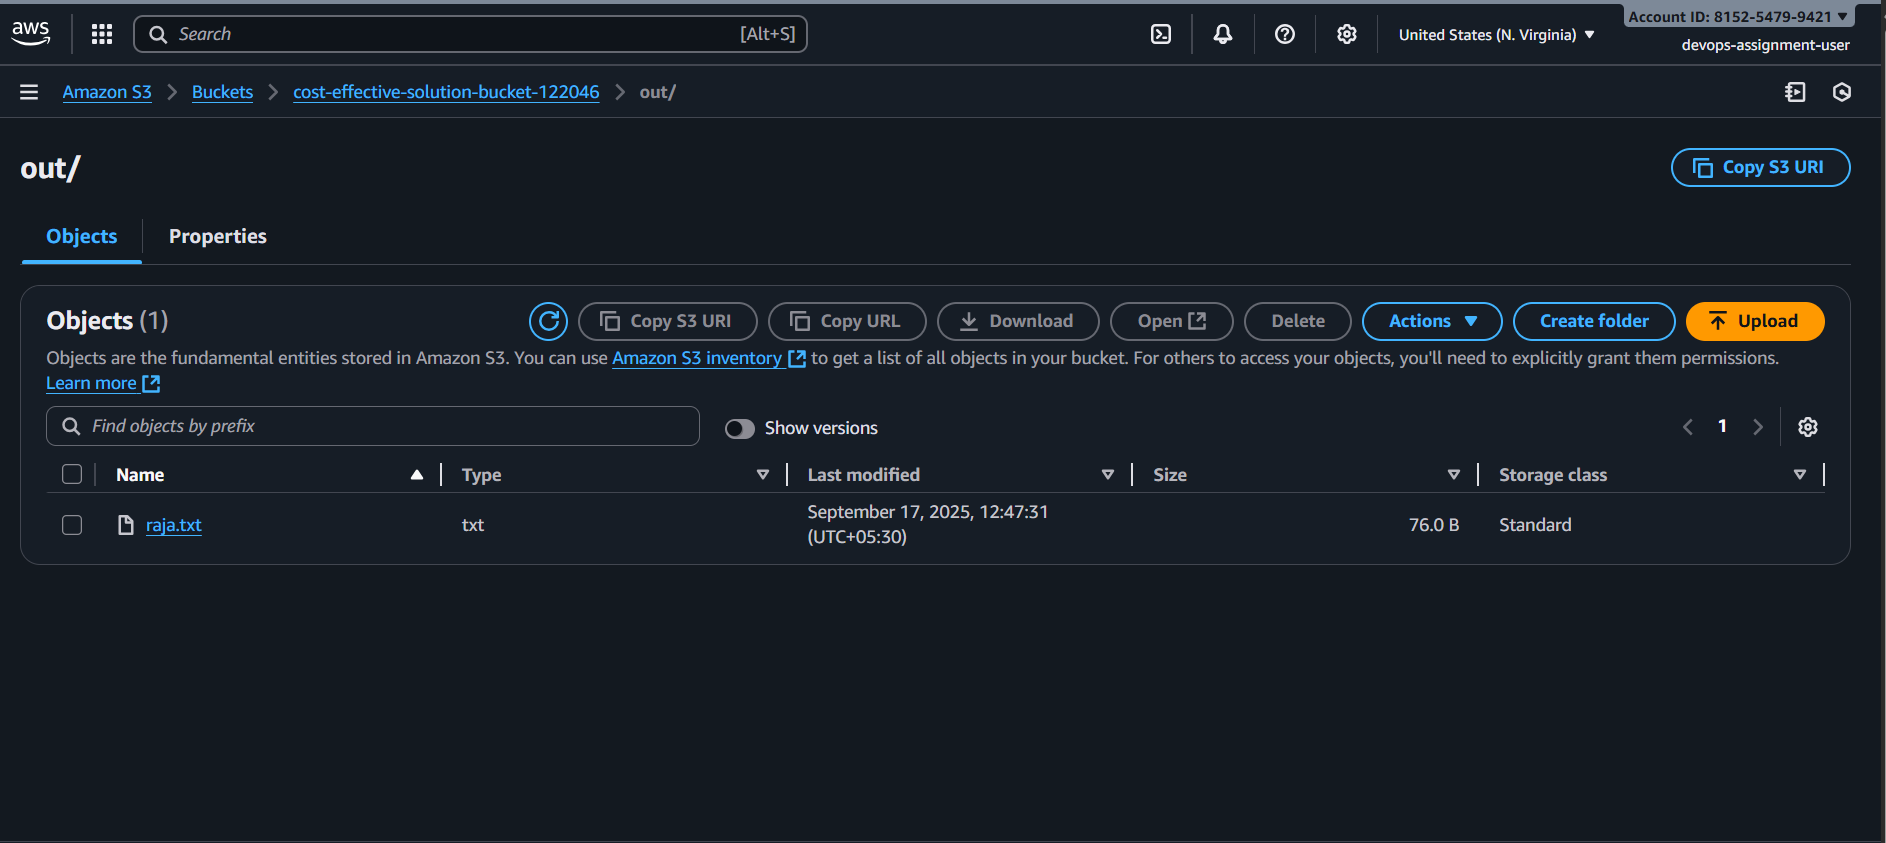 aws
Search [Alt+S]
United States (N. Virginia)
Account ID: 8152-5479-9421
devops-assignment-user
Amazon S3 > Buckets > cost-effective-solution-bucket-122046 > out/
out/
Copy S3 URI
Objects Properties
Objects (1)
Copy S3 URI Copy URL Download Open Delete Actions Create folder Upload
Objects are the fundamental entities stored in Amazon S3. You can use Amazon S3 inventory to get a list of all objects in your bucket. For others to access your objects, you'll need to explicitly grant them permissions.
Learn more
Find objects by prefix Show versions 1
Name Type Last modified Size Storage class
raja.txt txt September 17, 2025, 12:47:31 (UTC+05:30) 76.0 B Standard